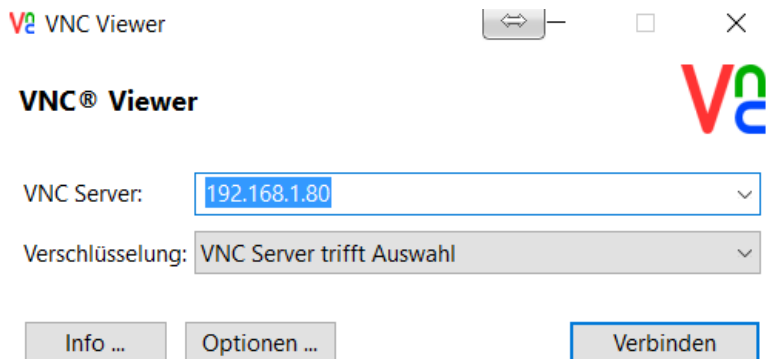 VNC Viewer
VNC® Viewer
VNC Server: 192.168.1.80
Verschlüsselung: VNC Server trifft Auswahl
Info ... Optionen ... Verbinden